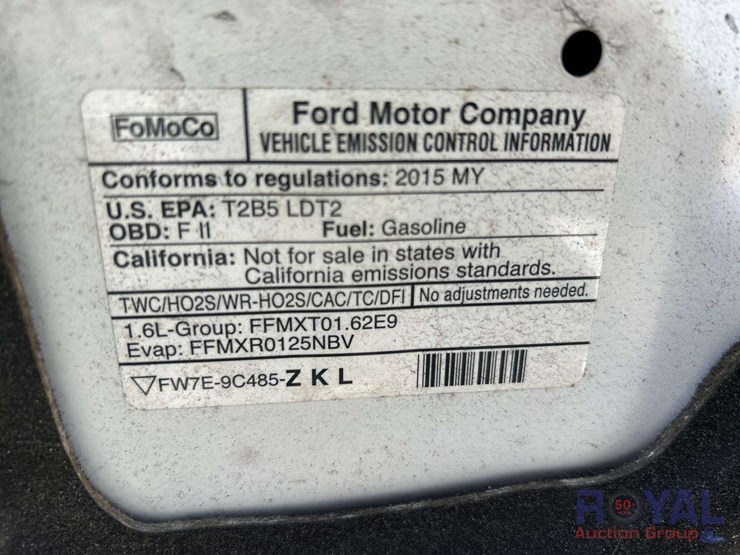 FoMoCo
Ford Motor Company
VEHICLE EMISSION CONTROL INFORMATION
Conforms to regulations: 2015 MY
U.S. EPA: T2B5 LDT2
OBD: F II Fuel: Gasoline
California: Not for sale in states with
California emissions standards.
TWC/HO2S/WR-HO2S/CAC/TC/DFI No adjustments needed.
1.6L-Group: FFMXT01.62E9
Evap: FFMXR0125NBV
FW7E-9C485-Z K L
ROYAL
50
Auction Group